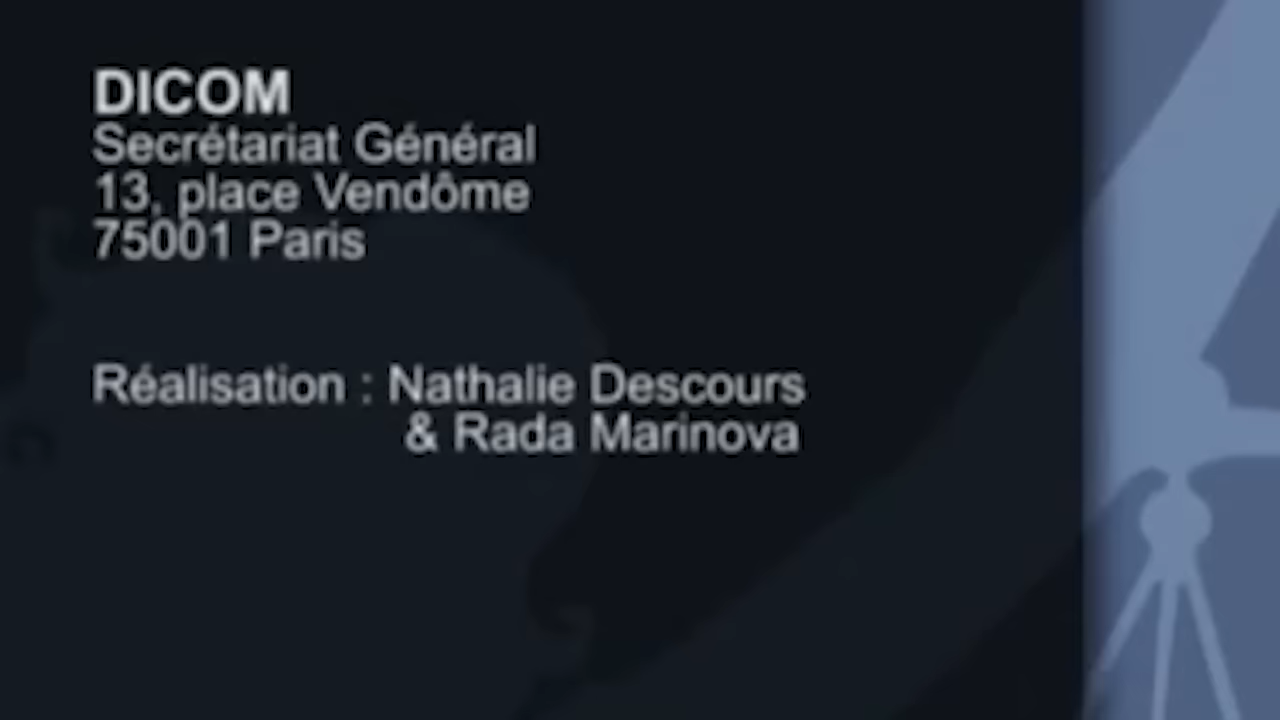 DICOM
Secrétariat Général
13, place Vendôme
75001 Paris
Réalisation : Nathalie Descours
& Rada Marinova